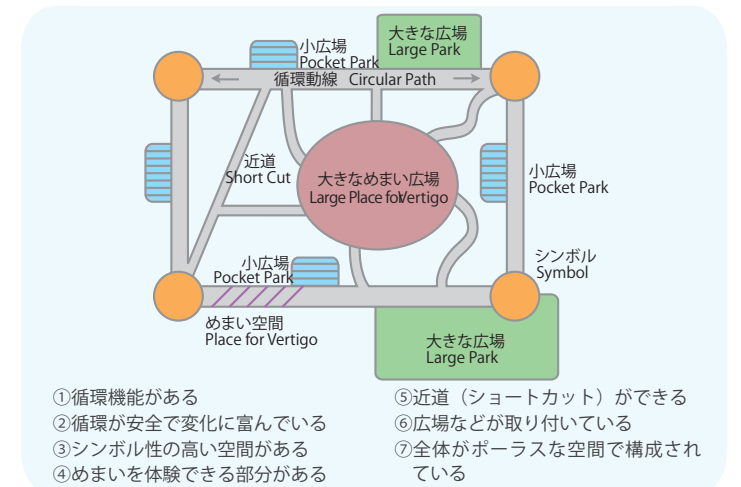 大きな広場
Large Park
小広場
Pocket Park
循環動線 Circular Path
近道
Short Cut
大きなめまい広場
Large Place forVertigo
小広場
Pocket Park
小広場
Pocket Park
シンボル
Symbol
めまい空間
Place for Vertigo
大きな広場
Large Park
①循環機能がある
②循環が安全で変化に富んでいる
③シンボル性の高い空間がある
④めまいを体験できる部分がある
⑤近道（ショートカット）ができる
⑥広場などが取り付いている
⑦全体がポーラスな空間で構成され
ている